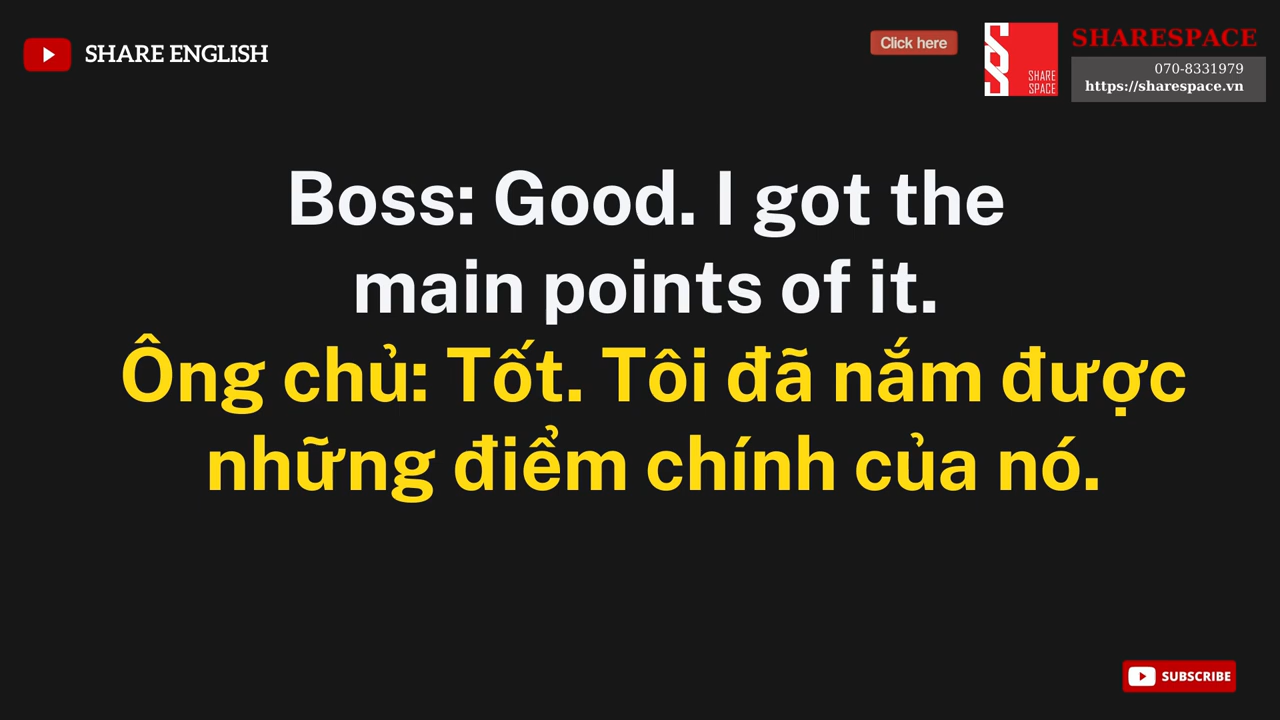 SHARE ENGLISH
Click here
SHARE
SPACE
SHARESPACE
070-8331979
https://sharespace.vn
Boss: Good. I got the
main points of it.
Ông chủ: Tốt. Tôi đã nắm được
những điểm chính của nó.
SUBSCRIBE